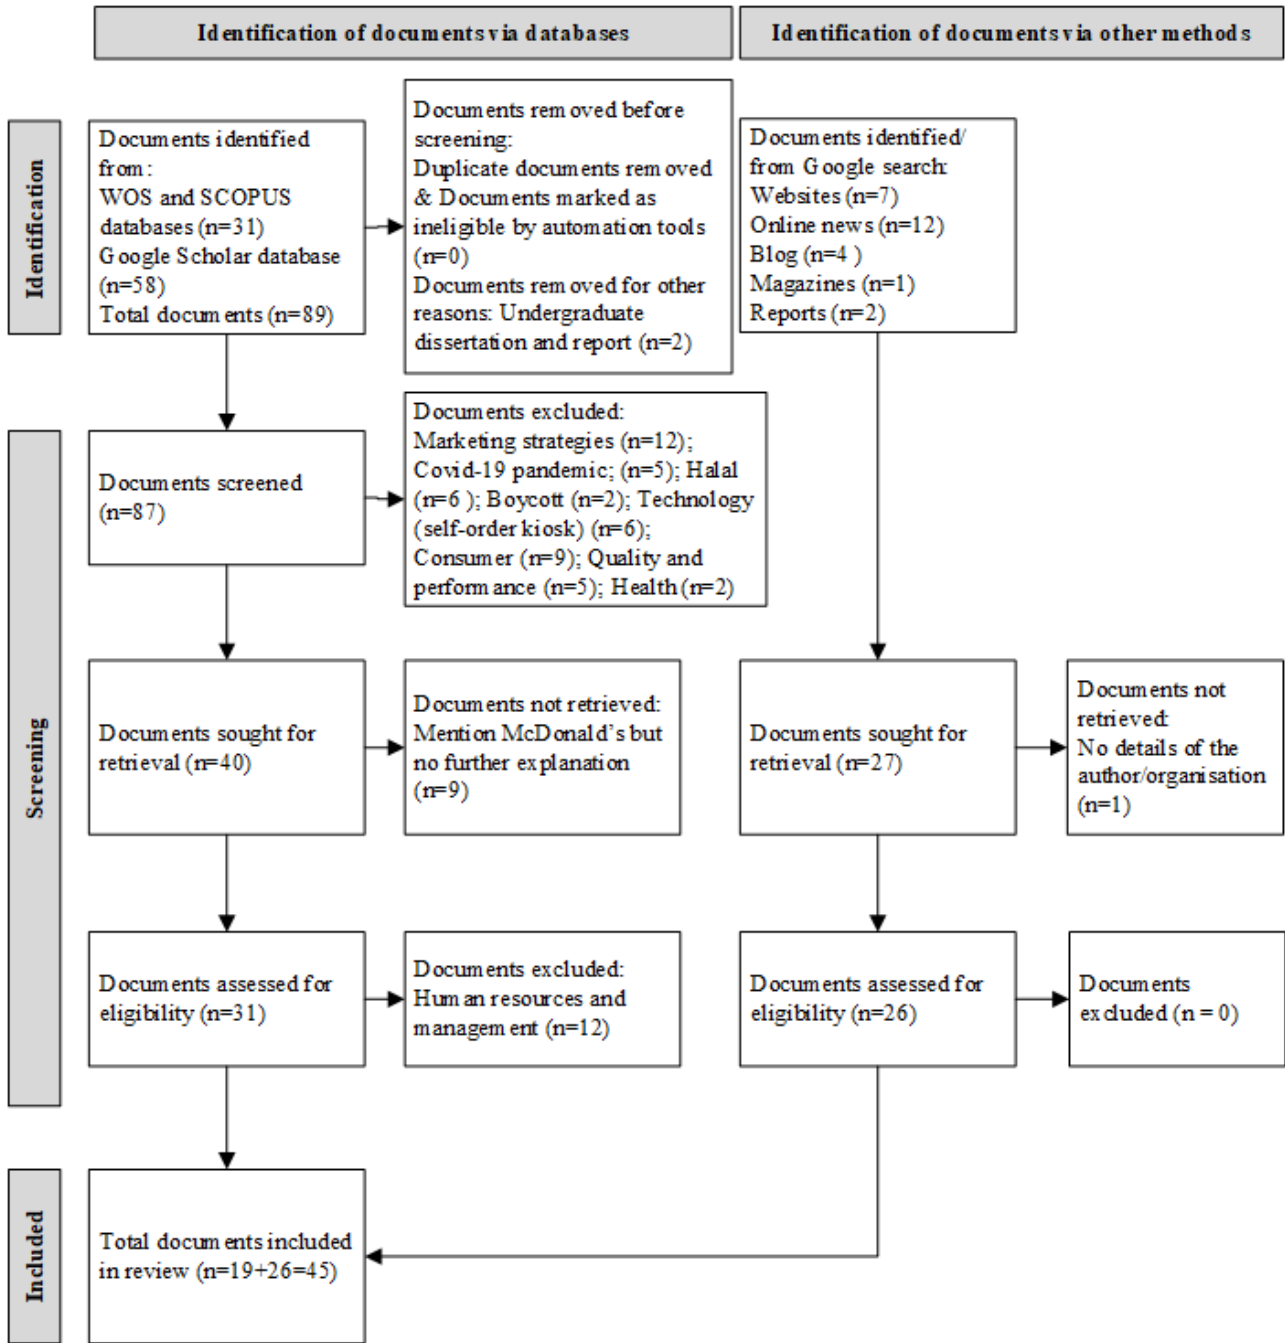 Identification of documents via databases
Identification of documents via other methods
Identification
Documents identified
from:
WOS and SCOPUS
databases (n=31)
Google Scholar database
(n=58)
Total documents (n=89)
Documents removed before
screening:
Duplicate documents removed
& Documents marked as
ineligible by automation tools
(n=0)
Documents removed for other
reasons: Undergraduate
dissertation and report (n=2)
Documents identified/
from Google search:
Websites (n=7)
Online news (n=12)
Blog (n=4 )
Magazines (n=1)
Reports (n=2)
Screening
Documents screened
(n=87)
Documents excluded:
Marketing strategies (n=12);
Covid-19 pandemic; (n=5); Halal
(n=6 ); Boycott (n=2); Technology
(self-order kiosk) (n=6);
Consumer (n=9); Quality and
performance (n=5); Health (n=2)
Documents sought for
retrieval (n=40)
Documents not retrieved:
Mention McDonald's but
no further explanation
(n=9)
Documents sought for
retrieval (n=27)
Documents not
retrieved:
No details of the
author/organisation
(n=1)
Documents assessed for
eligibility (n=31)
Documents excluded:
Human resources and
management (n=12)
Documents assessed for
eligibility (n=26)
Documents
excluded (n = 0)
Included
Total documents included
in review (n=19+26=45)